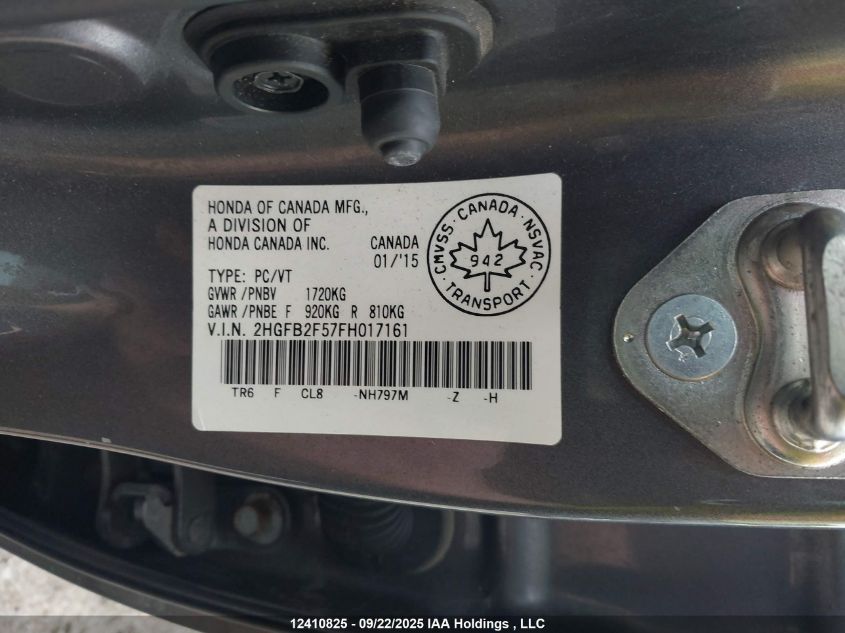 HONDA OF CANADA MFG.,
A DIVISION OF
HONDA CANADA INC. CANADA
01/'15
TYPE: PC/VT
GVWR /PNBV 1720KG
GAWR /PNBE F 920KG R 810KG
V.I.N. 2HGFB2F57FH017161
TR6 F CL8 -NH797M -Z -H
CMVSS · CANADA · NSVAC
942
TRANSPORT
12410825 - 09/22/2025 IAA Holdings , LLC